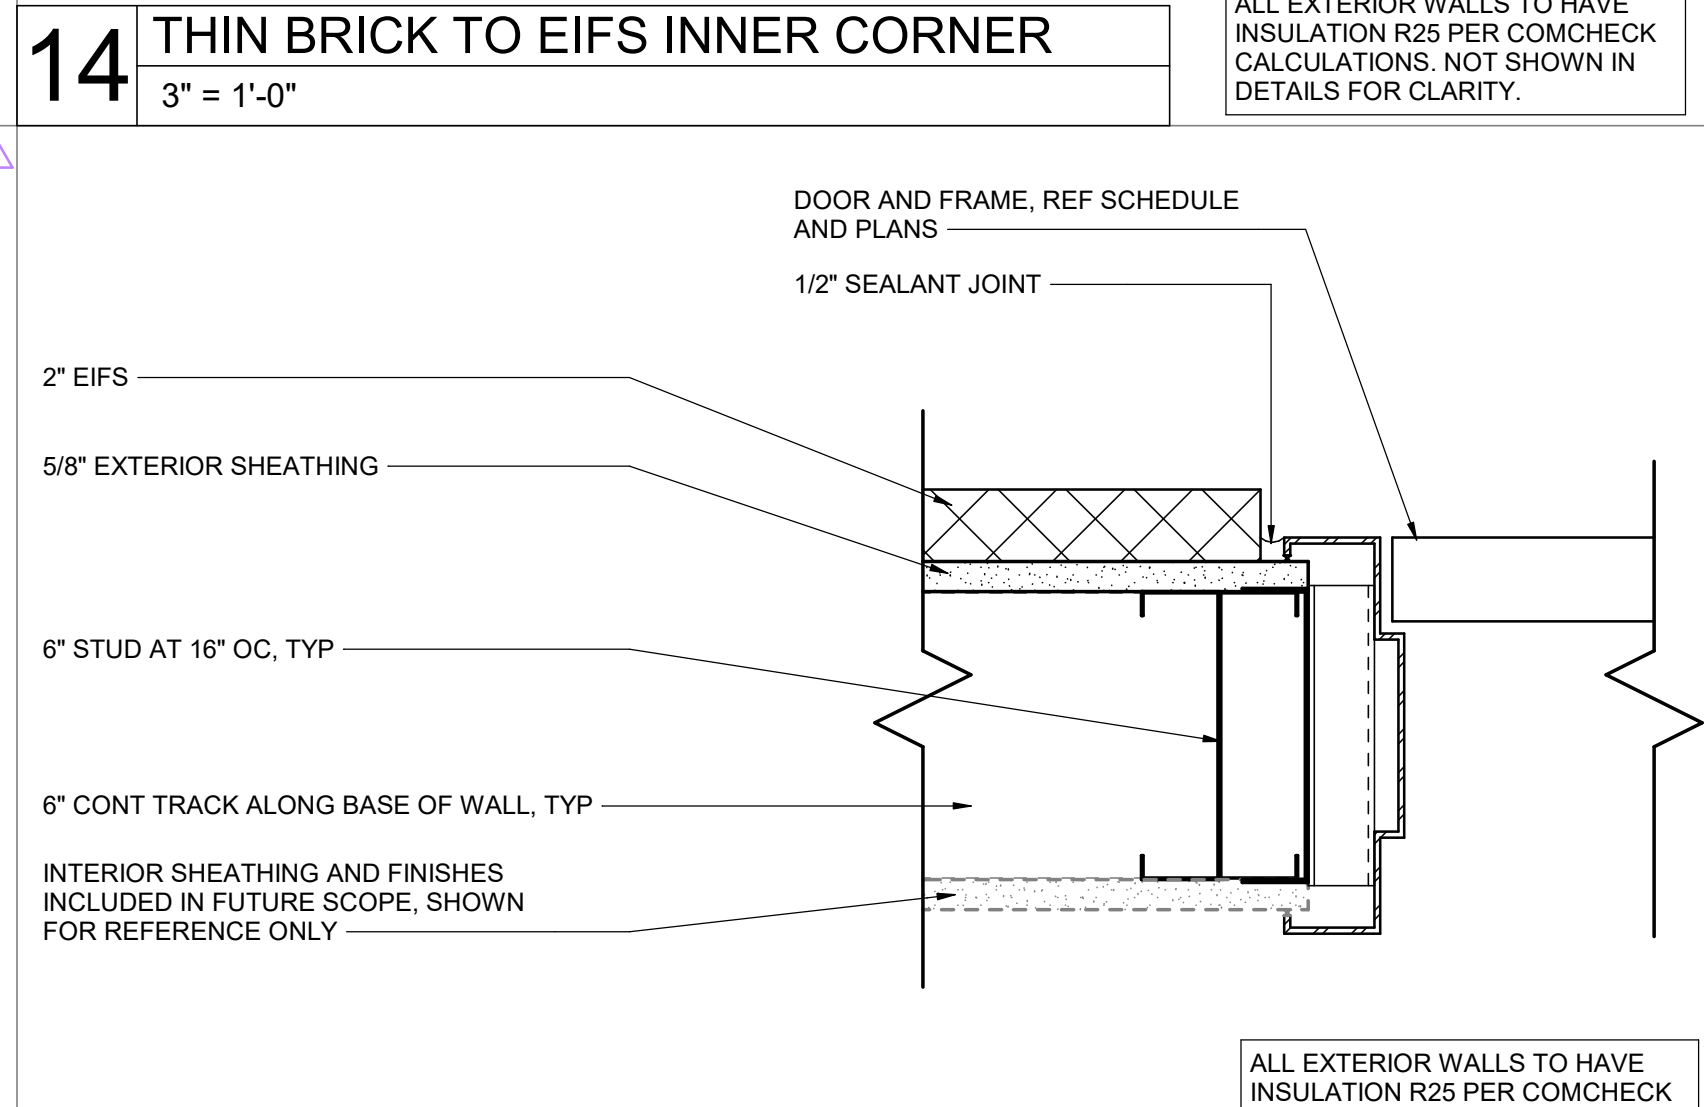 14
THIN BRICK TO EIFS INNER CORNER
3" = 1'-0"
ALL EXTERIOR WALLS TO HAVE
INSULATION R25 PER COMCHECK
CALCULATIONS. NOT SHOWN IN
DETAILS FOR CLARITY.
DOOR AND FRAME, REF SCHEDULE
AND PLANS
1/2" SEALANT JOINT
2" EIFS
5/8" EXTERIOR SHEATHING
6" STUD AT 16" OC, TYP
6" CONT TRACK ALONG BASE OF WALL, TYP
INTERIOR SHEATHING AND FINISHES
INCLUDED IN FUTURE SCOPE, SHOWN
FOR REFERENCE ONLY
ALL EXTERIOR WALLS TO HAVE
INSULATION R25 PER COMCHECK